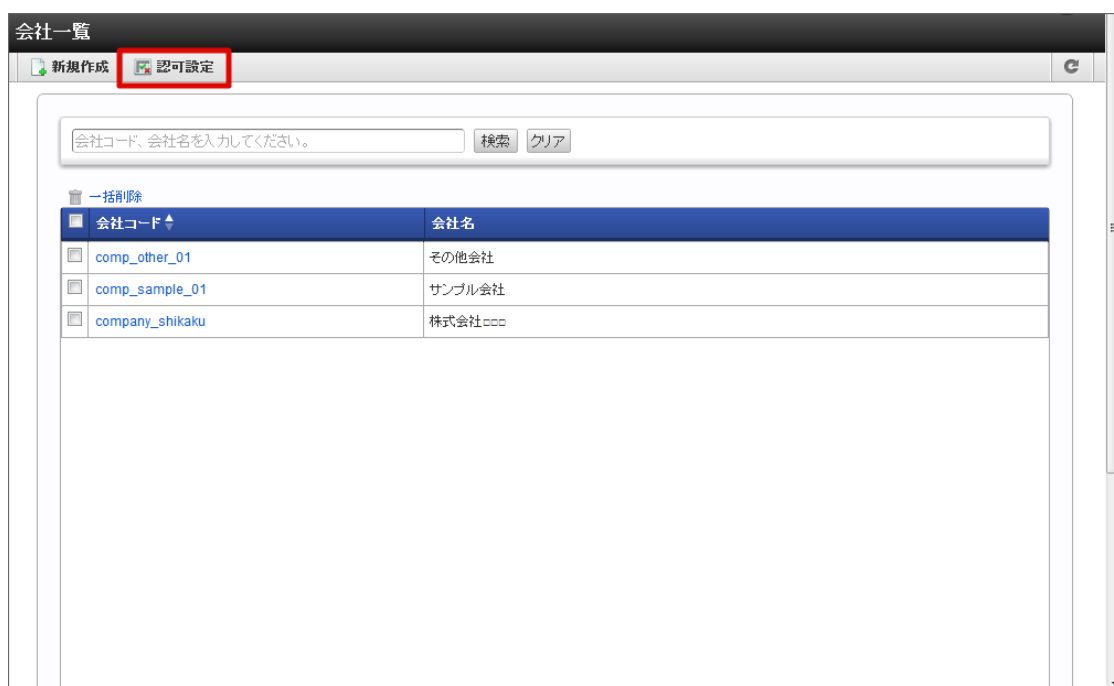 会社一覧
新規作成 認可設定
会社コード、会社名を入力してください。 検索 クリア
一括削除
会社コード 会社名
comp_other_01 その他会社
comp_sample_01 サンプル会社
company_shikaku 株式会社□□□